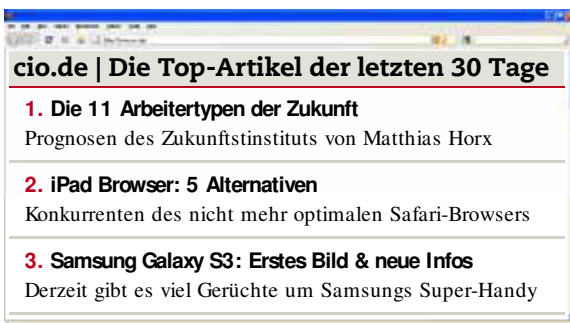 cio.de | Die Top-Artikel der letzten 30 Tage
1. Die 11 Arbeitertypen der Zukunft
Prognosen des Zukunftstinstituts von Matthias Horx
2. iPad Browser: 5 Alternativen
Konkurrenten des nicht mehr optimalen Safari-Browsers
3. Samsung Galaxy S3: Erstes Bild & neue Infos
Derzeit gibt es viel Gerüchte um Samsungs Super-Handy